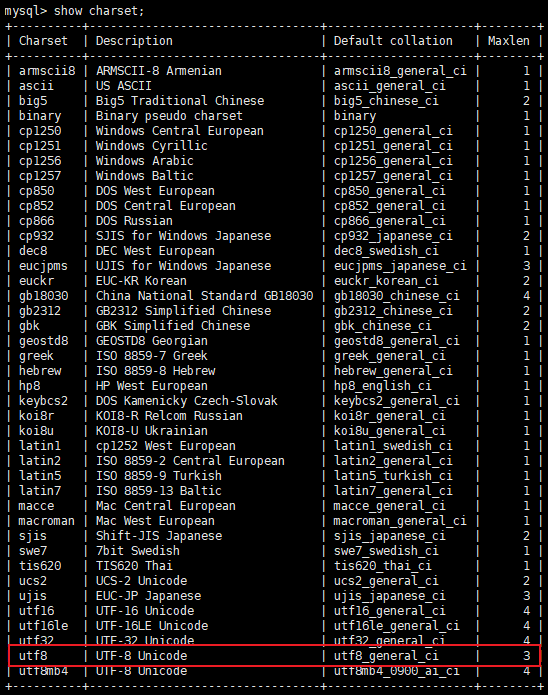 mysql> show charset;
+----------+---------------------------------+---------------------+--------+
| Charset | Description | Default collation | Maxlen |
+----------+---------------------------------+---------------------+--------+
| armscii8 | ARMSCII-8 Armenian | armscii8_general_ci | 1 |
| ascii | US ASCII | ascii_general_ci | 1 |
| big5 | Big5 Traditional Chinese | big5_chinese_ci | 2 |
| binary | Binary pseudo charset | binary | 1 |
| cp1250 | Windows Central European | cp1250_general_ci | 1 |
| cp1251 | Windows Cyrillic | cp1251_general_ci | 1 |
| cp1256 | Windows Arabic | cp1256_general_ci | 1 |
| cp1257 | Windows Baltic | cp1257_general_ci | 1 |
| cp850 | DOS West European | cp850_general_ci | 1 |
| cp852 | DOS Central European | cp852_general_ci | 1 |
| cp866 | DOS Russian | cp866_general_ci | 1 |
| cp932 | SJIS for Windows Japanese | cp932_japanese_ci | 2 |
| dec8 | DEC West European | dec8_swedish_ci | 1 |
| eucjpms | UJIS for Windows Japanese | eucjpms_japanese_ci | 3 |
| euckr | EUC-KR Korean | euckr_korean_ci | 2 |
| gb18030 | China National Standard GB18030 | gb18030_chinese_ci | 4 |
| gb2312 | GB2312 Simplified Chinese | gb2312_chinese_ci | 2 |
| gbk | GBK Simplified Chinese | gbk_chinese_ci | 2 |
| geostd8 | GEOSTD8 Georgian | geostd8_general_ci | 1 |
| greek | ISO 8859-7 Greek | greek_general_ci | 1 |
| hebrew | ISO 8859-8 Hebrew | hebrew_general_ci | 1 |
| hp8 | HP West European | hp8_english_ci | 1 |
| keybcs2 | DOS Kamenicky Czech-Slovak | keybcs2_general_ci | 1 |
| koi8r | KOI8-R Relcom Russian | koi8r_general_ci | 1 |
| koi8u | KOI8-U Ukrainian | koi8u_general_ci | 1 |
| latin1 | cp1252 West European | latin1_swedish_ci | 1 |
| latin2 | ISO 8859-2 Central European | latin2_general_ci | 1 |
| latin5 | ISO 8859-9 Turkish | latin5_turkish_ci | 1 |
| latin7 | ISO 8859-13 Baltic | latin7_general_ci | 1 |
| macce | Mac Central European | macce_general_ci | 1 |
| macroman | Mac West European | macroman_general_ci | 1 |
| sjis | Shift-JIS Japanese | sjis_japanese_ci | 2 |
| swe7 | 7bit Swedish | swe7_swedish_ci | 1 |
| tis620 | TIS620 Thai | tis620_thai_ci | 1 |
| ucs2 | UCS-2 Unicode | ucs2_general_ci | 2 |
| ujis | EUC-JP Japanese | ujis_japanese_ci | 3 |
| utf16 | UTF-16 Unicode | utf16_general_ci | 4 |
| utf16le | UTF-16LE Unicode | utf16le_general_ci | 4 |
| utf32 | UTF-32 Unicode | utf32_general_ci | 4 |
| utf8 | UTF-8 Unicode | utf8_general_ci | 3 |
| utf8mb4 | UTF-8 Unicode | utf8mb4_0900_ai_ci | 4 |
+----------+---------------------------------+---------------------+--------+